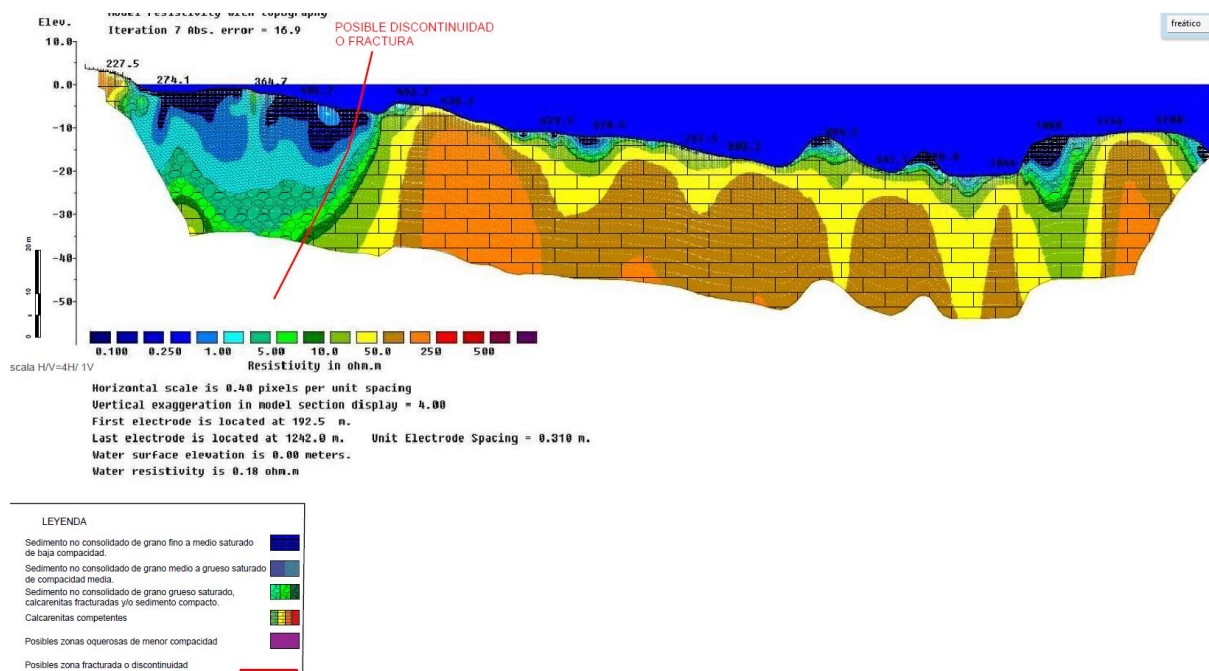 Model resistivity with topography
Elev.
Iteration 7 Abs. error = 16.9
POSIBLE DISCONTINUIDAD
O FRACTURA
freático
10.0
0.0
-10
-20
-30
-40
-50
227.5
274.1
364.7
1144
20 m
10
0
0.100 0.250 1.00 5.00 10.0 50.0 250 500
scala H/V=4H/ 1V
Resistivity in ohm.m
Horizontal scale is 0.40 pixels per unit spacing
Vertical exaggeration in model section display = 4.00
First electrode is located at 192.5 m.
Last electrode is located at 1242.0 m. Unit Electrode Spacing = 0.310 m.
Water surface elevation is 0.00 meters.
Water resistivity is 0.18 ohm.m
LEYENDA
Sedimento no consolidado de grano fino a medio saturado
de baja compacidad.
Sedimento no consolidado de grano medio a grueso saturado
de compacidad media.
Sedimento no consolidado de grano grueso saturado,
calcarenitas fracturadas y/o sedimento compacto.
Calcarenitas competentes
Posibles zonas oquerosas de menor compacidad
Posibles zona fracturada o discontinuidad